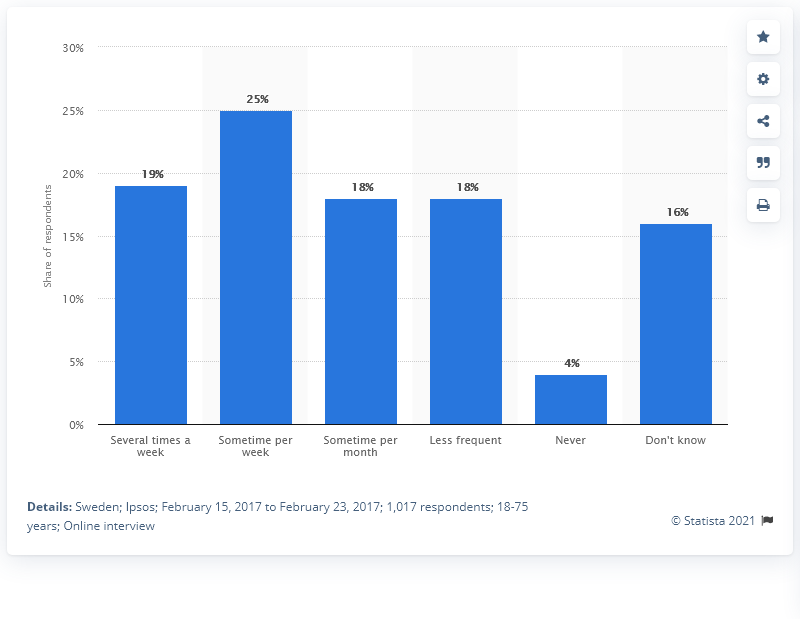 30%
25%
20%
15%
10%
5%
0%
Share of respondents
19%
25%
18%
18%
4%
16%
Several times a
week
Sometime per
week
Sometime per
month
Less frequent
Never
Don't know
Details: Sweden; Ipsos; February 15, 2017 to February 23, 2017; 1,017 respondents; 18-75
years; Online interview
© Statista 2021